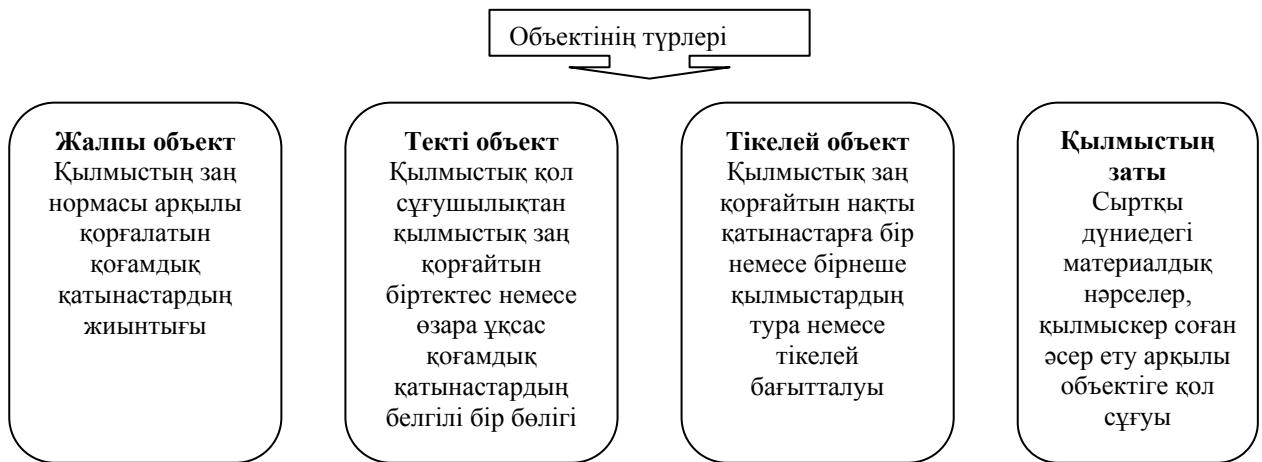 Объектінің түрлері
Жалпы объект
Қылмыстың заң
нормасы арқылы
қорғалатын
қоғамдық
қатынастардың
жиынтығы
Текті объект
Қылмыстық қол
сұғушылықтан
қылмыстық заң
қорғайтын
біртектес немесе
өзара ұқсас
қоғамдық
қатынастардың
белгілі бір бөлігі
Тікелей объект
Қылмыстық заң
қорғайтын нақты
қатынастарға бір
немесе бірнеше
қылмыстардың
тура немесе
тікелей
бағытталуы
Қылмыстың
заты
Сыртқы
дүниедегі
материалдық
нәрселер,
қылмыскер соған
әсер ету арқылы
объектіге қол
сұғуы